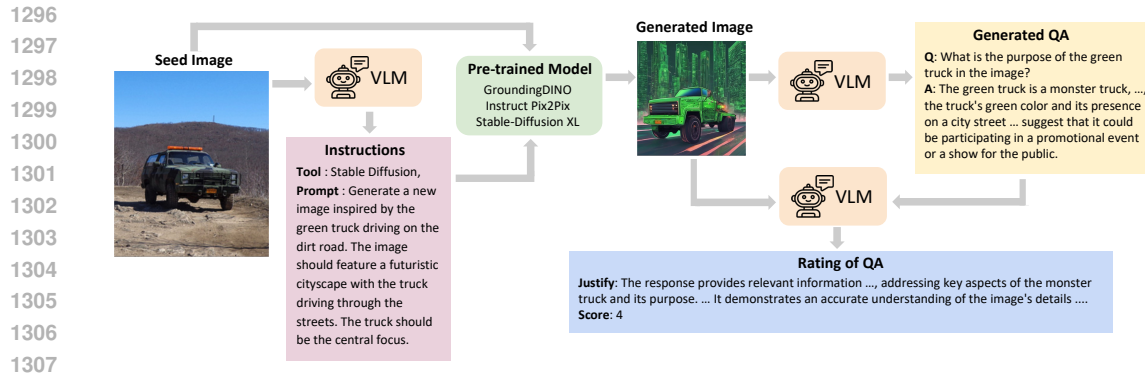 1296
1297
1298
1299
1300
1301
1302
1303
1304
1305
1306
1307
Seed Image
VLM
Instructions
Tool : Stable Diffusion,
Prompt : Generate a new
image inspired by the
green truck driving on the
dirt road. The image
should feature a futuristic
cityscape with the truck
driving through the
streets. The truck should
be the central focus.
Pre-trained Model
GroundingDINO
Instruct Pix2Pix
Stable-Diffusion XL
Generated Image
VLM
Generated QA
Q: What is the purpose of the green
truck in the image?
A: The green truck is a monster truck, ...,
the truck's green color and its presence
on a city street ... suggest that it could
be participating in a promotional event
or a show for the public.
VLM
Rating of QA
Justify: The response provides relevant information ..., addressing key aspects of the monster
truck and its purpose. ... It demonstrates an accurate understanding of the image's details ....
Score: 4